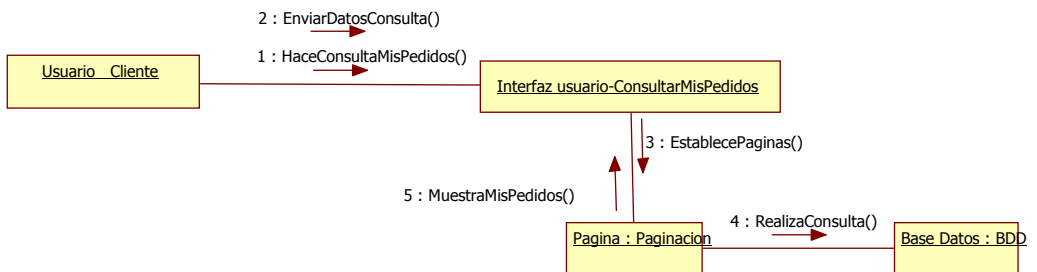 2 : EnviarDatosConsulta()
1 : HaceConsultaMisPedidos()
Usuario Cliente
Interfaz usuario-ConsultarMisPedidos
3 : EstablecePaginas()
5 : MuestraMisPedidos()
4 : RealizaConsulta()
Pagina : Paginacion
Base Datos : BDD